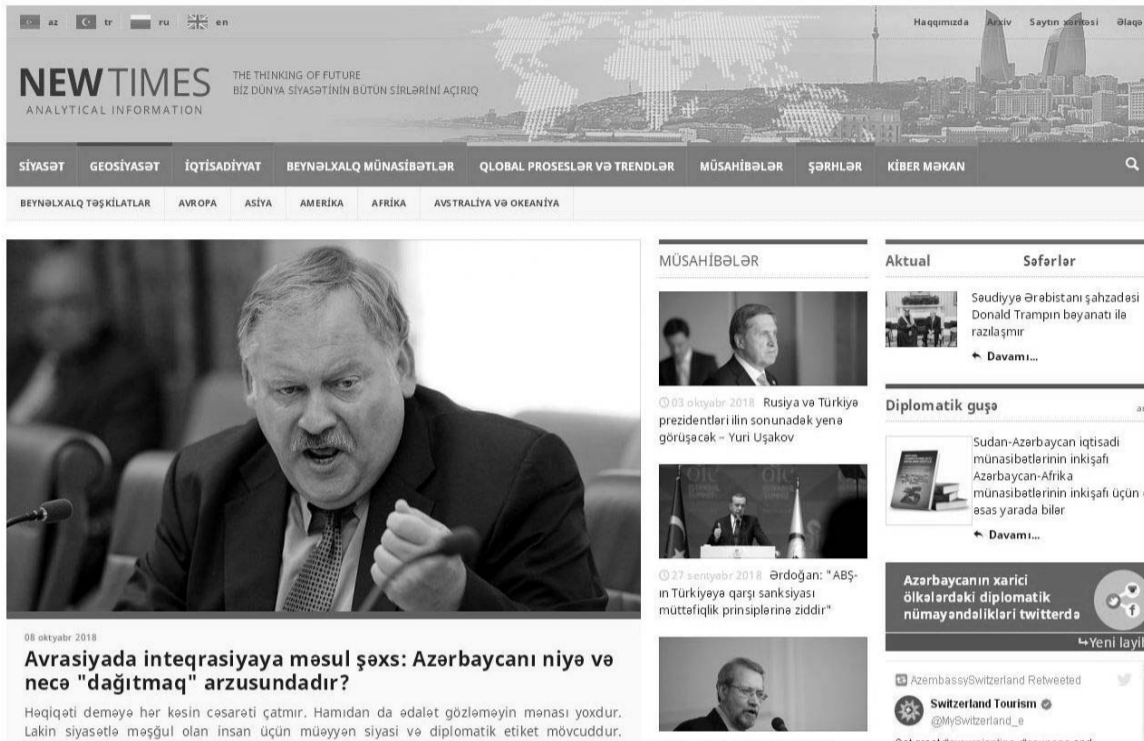 az tr ru en
Haqqımızda Arxiv Saytın xəritəsi Əlaqə
NEWTIMES
ANALYTICAL INFORMATION
THE THINKING OF FUTURE
BİZ DÜNYA SİYASƏTİNİN BÜTÜN SİRLƏRİNİ AÇIRIQ
SİYASƏT GEOSİYASƏT İQTİSADİYYAT BEYNƏLXALQ MÜNASİBƏTLƏR QLOBAL PROSESLƏR VƏ TRENDLƏR MÜSAHİBƏLƏR ŞƏRHLƏR KİBER MƏKAN
BEYNƏLXALQ TƏŞKİLATLAR AVROPA ASİYA AMERİKA AFRİKA AVSTRALİYA VƏ OKEANİYA
08 oktyabr 2018
Avrasiyada inteqrasiyaya məsul şəxs: Azərbaycanı niyə və
necə "dağıtmaq" arzusundadır?
Həqiqəti deməyə hər kəsin cəsarəti çatmır. Hamıdan da ədalət gözləməyin mənası yoxdur.
Lakin siyasətlə məşğul olan insan üçün müəyyən siyasi və diplomatik etiket mövcuddur.
MÜSAHİBƏLƏR
03 oktyabr 2018 Rusiya və Türkiyə
prezidentləri ilin sonunadək yenə
görüşəcək – Yuri Uşakov
27 sentyabr 2018 Ərdoğan: "ABŞ-
ın Türkiyəyə qarşı sanksiyası
müttəfiqlik prinsiplərinə ziddir"
Aktual Səfərlər
Səudiyyə Ərəbistanı şahzadəsi
Donald Trampın bəyanatı ilə
razılaşmır
Davamı...
Diplomatik guşə
Sudan-Azərbaycan iqtisadi
münasibətlərinin inkişafı
Azərbaycan-Afrika
münasibətlərinin inkişafı üçün
əsas yarada bilər
Davamı...
Azərbaycanın xarici
ölkələrdəki diplomatik
nümayəndəlikləri twitterdə
Yeni layih
AzembassySwitzerland Retweeted
Switzerland Tourism
@MySwitzerland_e